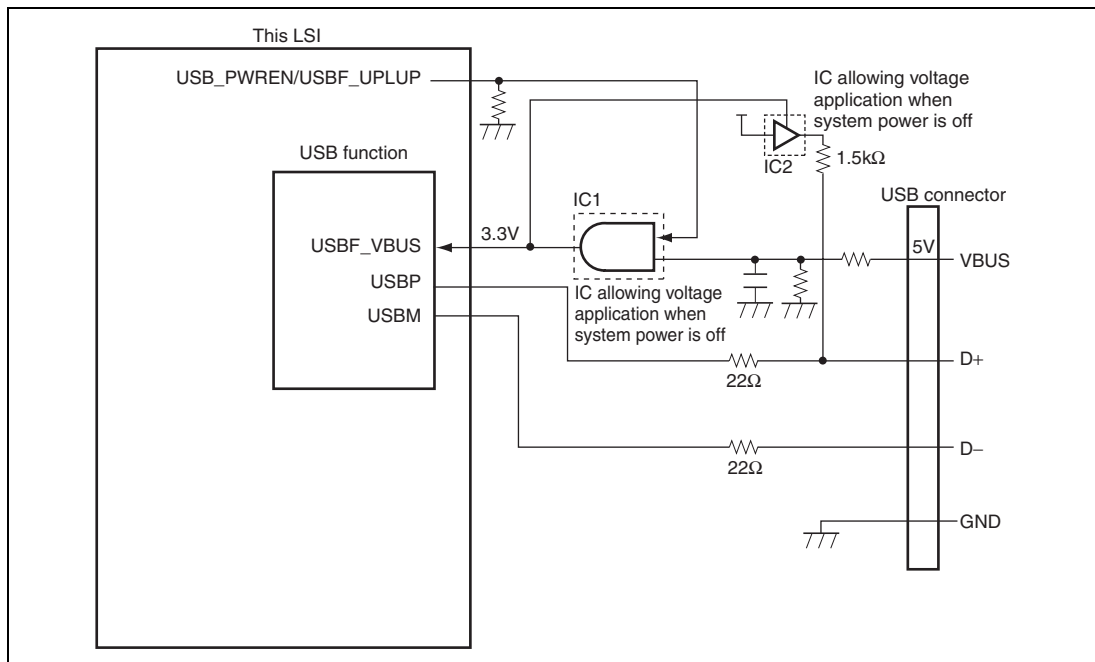 This LSI
USB_PWREN/USBF_UPLUP
IC allowing voltage
application when
system power is off
USB function
IC2
1.5kΩ
USB connector
IC1
3.3V
5V
USBF_VBUS
VBUS
USBP
IC allowing voltage
application when
system power is off
USBM
D+
22Ω
D−
22Ω
GND